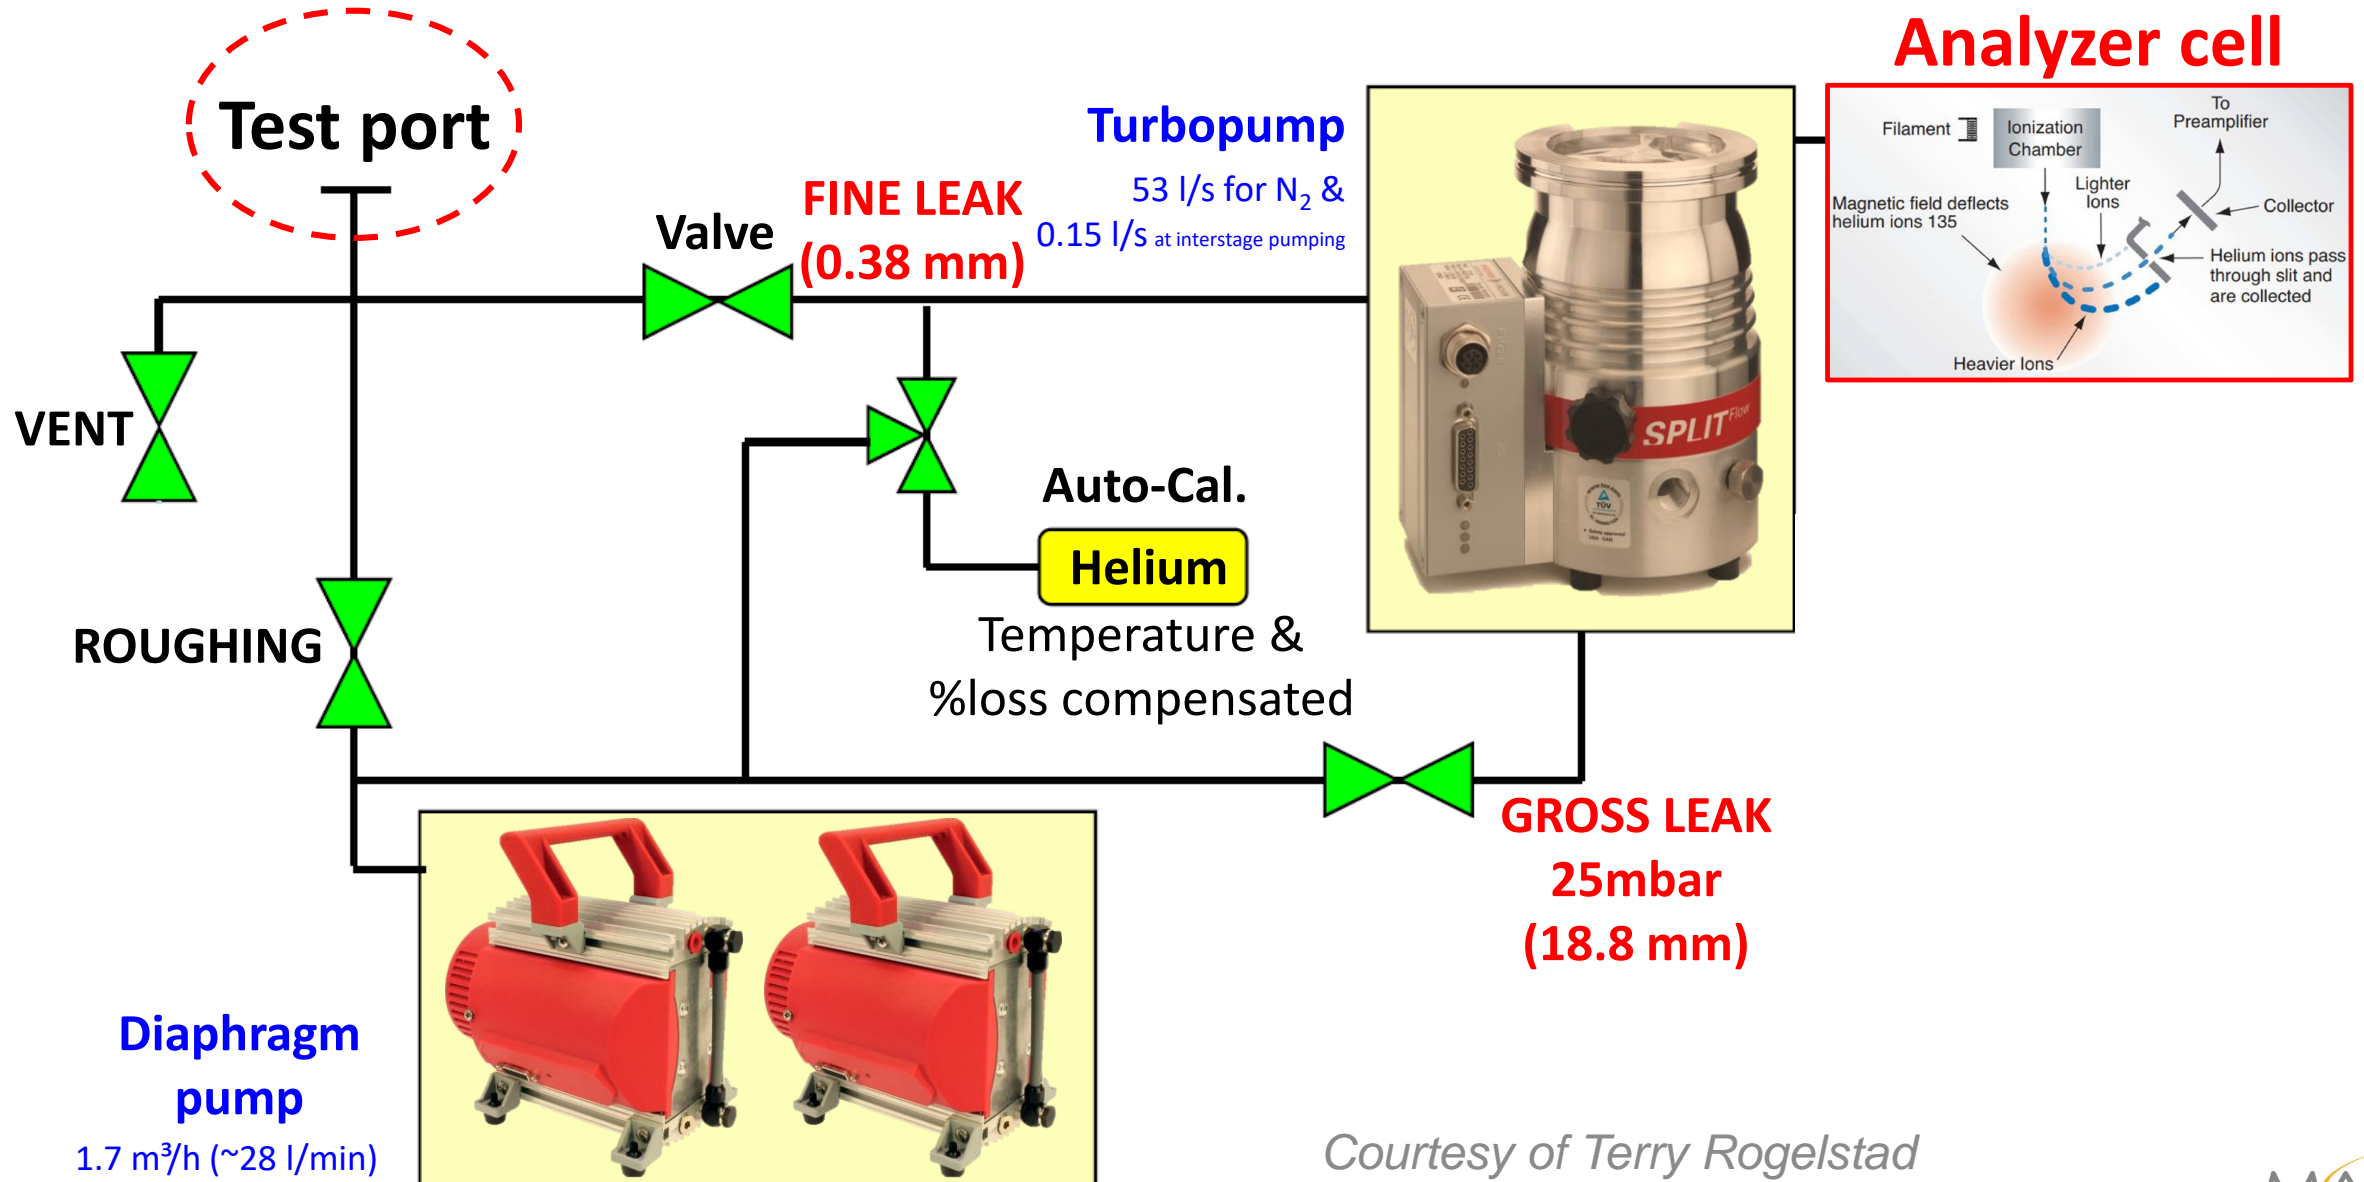 Analyzer cell
Test port
Turbopump
53 l/s for N₂ &
0.15 l/s at interstage pumping
FINE LEAK
(0.38 mm)
Valve
Filament
Ionization
Chamber
To
Preamplifier
Lighter
Ions
Magnetic field deflects
helium ions 135
Collector
Helium ions pass
through slit and
are collected
Heavier Ions
VENT
SPLIT Flow
Auto-Cal.
Helium
Temperature &
%loss compensated
ROUGHING
GROSS LEAK
25mbar
(18.8 mm)
Diaphragm
pump
1.7 m³/h (~28 l/min)
Courtesy of Terry Rogelstad